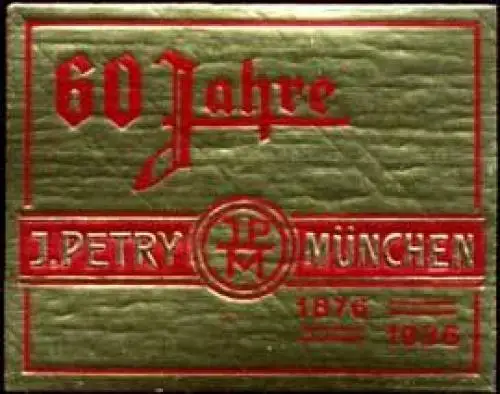 60 Jahre
J. PETRY JPM MÜNCHEN
1876
1936